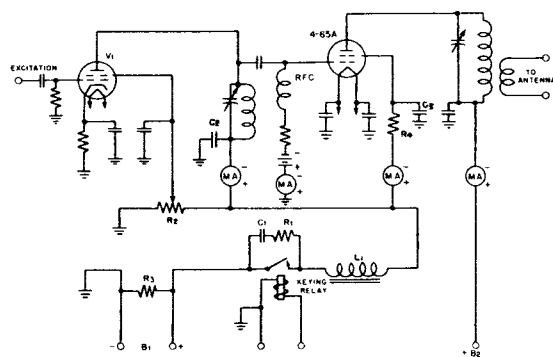 V1
4-65A
EXCITATION
RFC
TO
ANTENNA
C2
R4
MA
- +
-
+
MA
- +
MA
- +
MA
- +
R2
C1
R1
L1
R3
KEYING
RELAY
- B1 +
+ B2